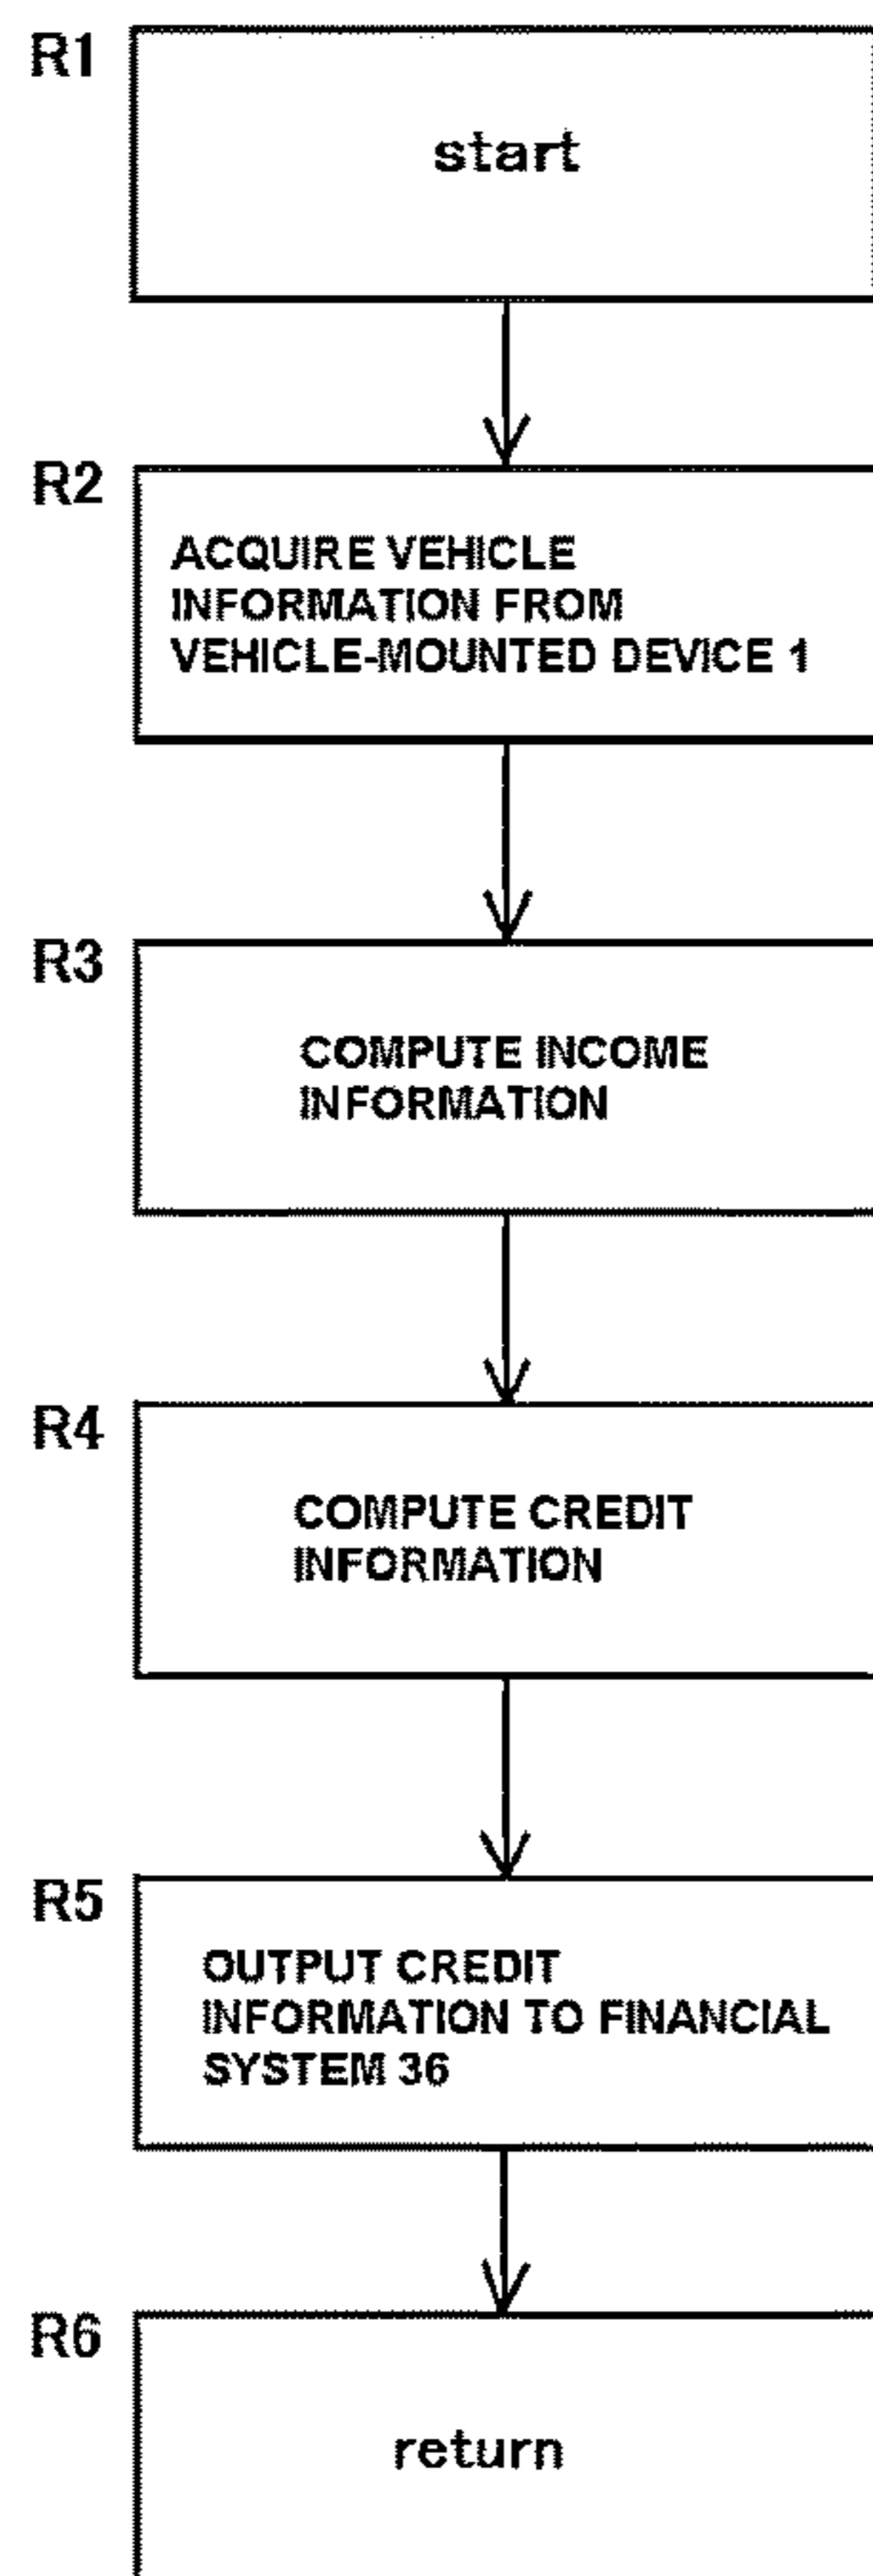 R1
start
R2
ACQUIRE VEHICLE
INFORMATION FROM
VEHICLE-MOUNTED DEVICE 1
R3
COMPUTE INCOME
INFORMATION
R4
COMPUTE CREDIT
INFORMATION
R5
OUTPUT CREDIT
INFORMATION TO FINANCIAL
SYSTEM 36
R6
return